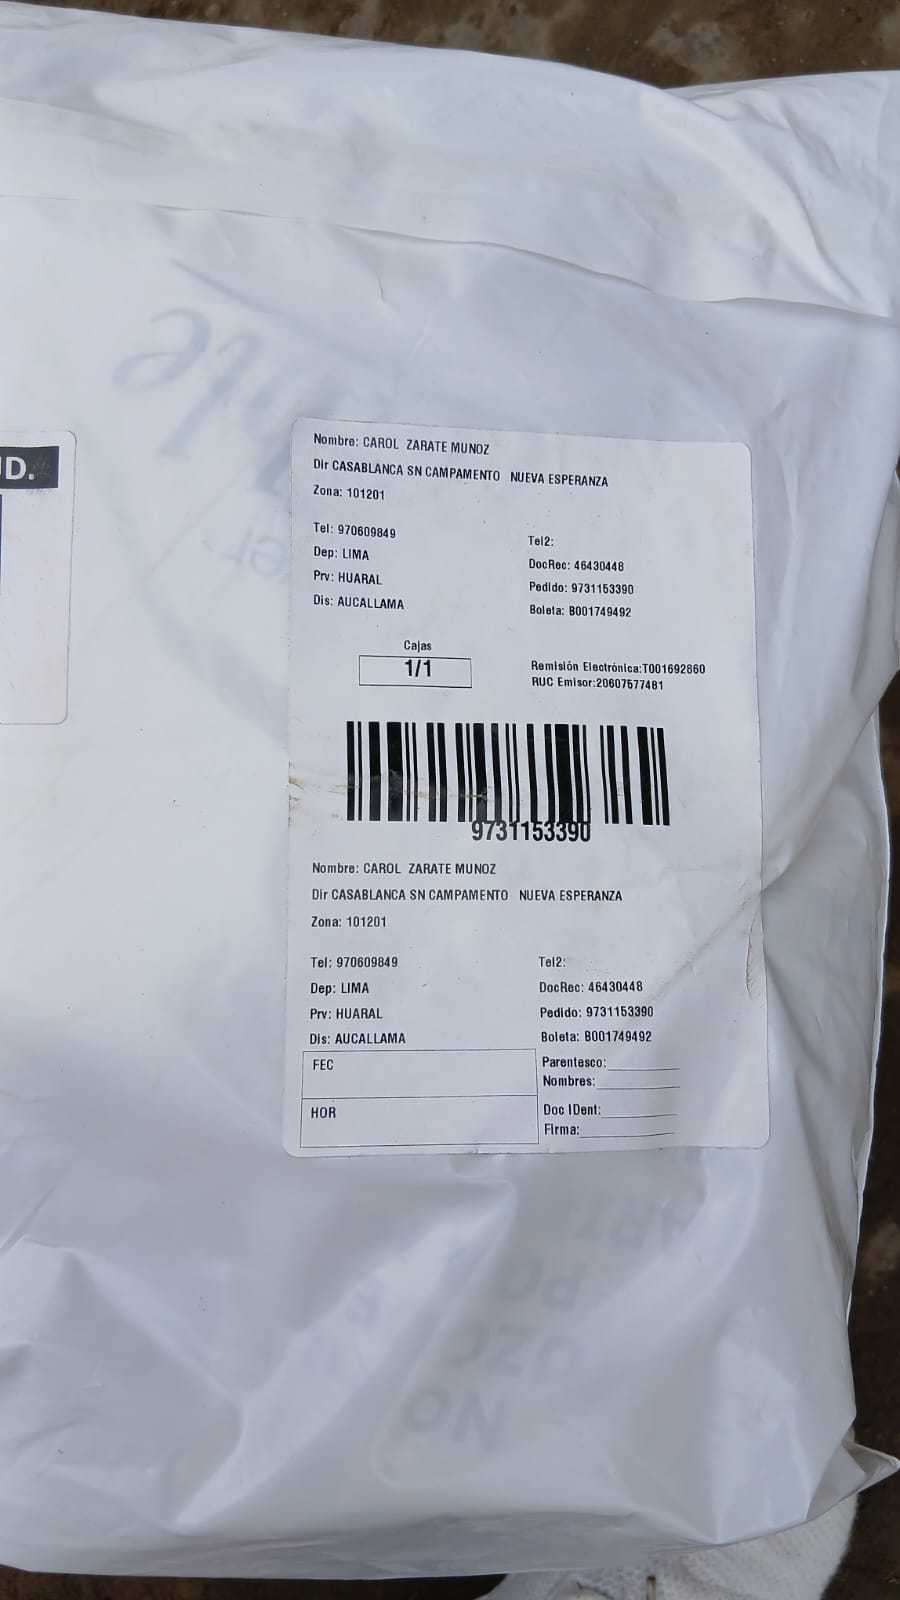 UD.
Nombre: CAROL ZARATE MUNOZ
Dir CASABLANCA SN CAMPAMENTO NUEVA ESPERANZA
Zona: 101201
Tel: 970609849
Tel2:
Dep: LIMA
DocRec: 46430448
Prv: HUARAL
Pedido: 9731153390
Dis: AUCALLAMA
Boleta: B001749492
Cajas
1/1
Remisión Electrónica:T001692860
RUC Emisor:20607577481
9731153390
Nombre: CAROL ZARATE MUNOZ
Dir CASABLANCA SN CAMPAMENTO NUEVA ESPERANZA
Zona: 101201
Tel: 970609849
Tel2:
Dep: LIMA
DocRec: 46430448
Prv: HUARAL
Pedido: 9731153390
Dis: AUCALLAMA
Boleta: B001749492
FEC
Parentesco:
Nombres:
HOR
Doc IDent:
Firma: